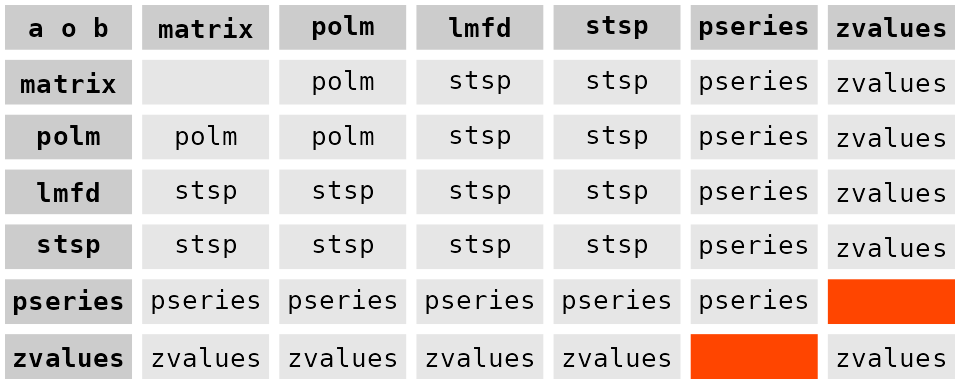 a o b matrix polm lmfd stsp pseries zvalues
matrix polm stsp stsp pseries zvalues
polm polm polm stsp stsp pseries zvalues
lmfd stsp stsp stsp stsp pseries zvalues
stsp stsp stsp stsp stsp pseries zvalues
pseries pseries pseries pseries pseries pseries
zvalues zvalues zvalues zvalues zvalues zvalues